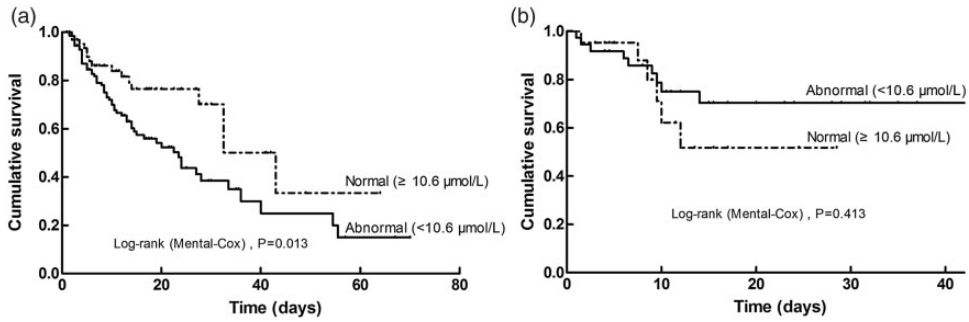 (a)
Cumulative survival
1.0
0.8
0.6
0.4
0.2
0.0
Normal (≥ 10.6 μmol/L)
Abnormal (<10.6 μmol/L)
Log-rank (Mental-Cox) , P=0.013
0 20 40 60 80
Time (days)
(b)
Cumulative survival
1.0
0.8
0.6
0.4
0.2
0.0
Abnormal (<10.6 μmol/L)
Normal (≥ 10.6 μmol/L)
Log-rank (Mental-Cox) , P=0.413
0 10 20 30 40
Time (days)